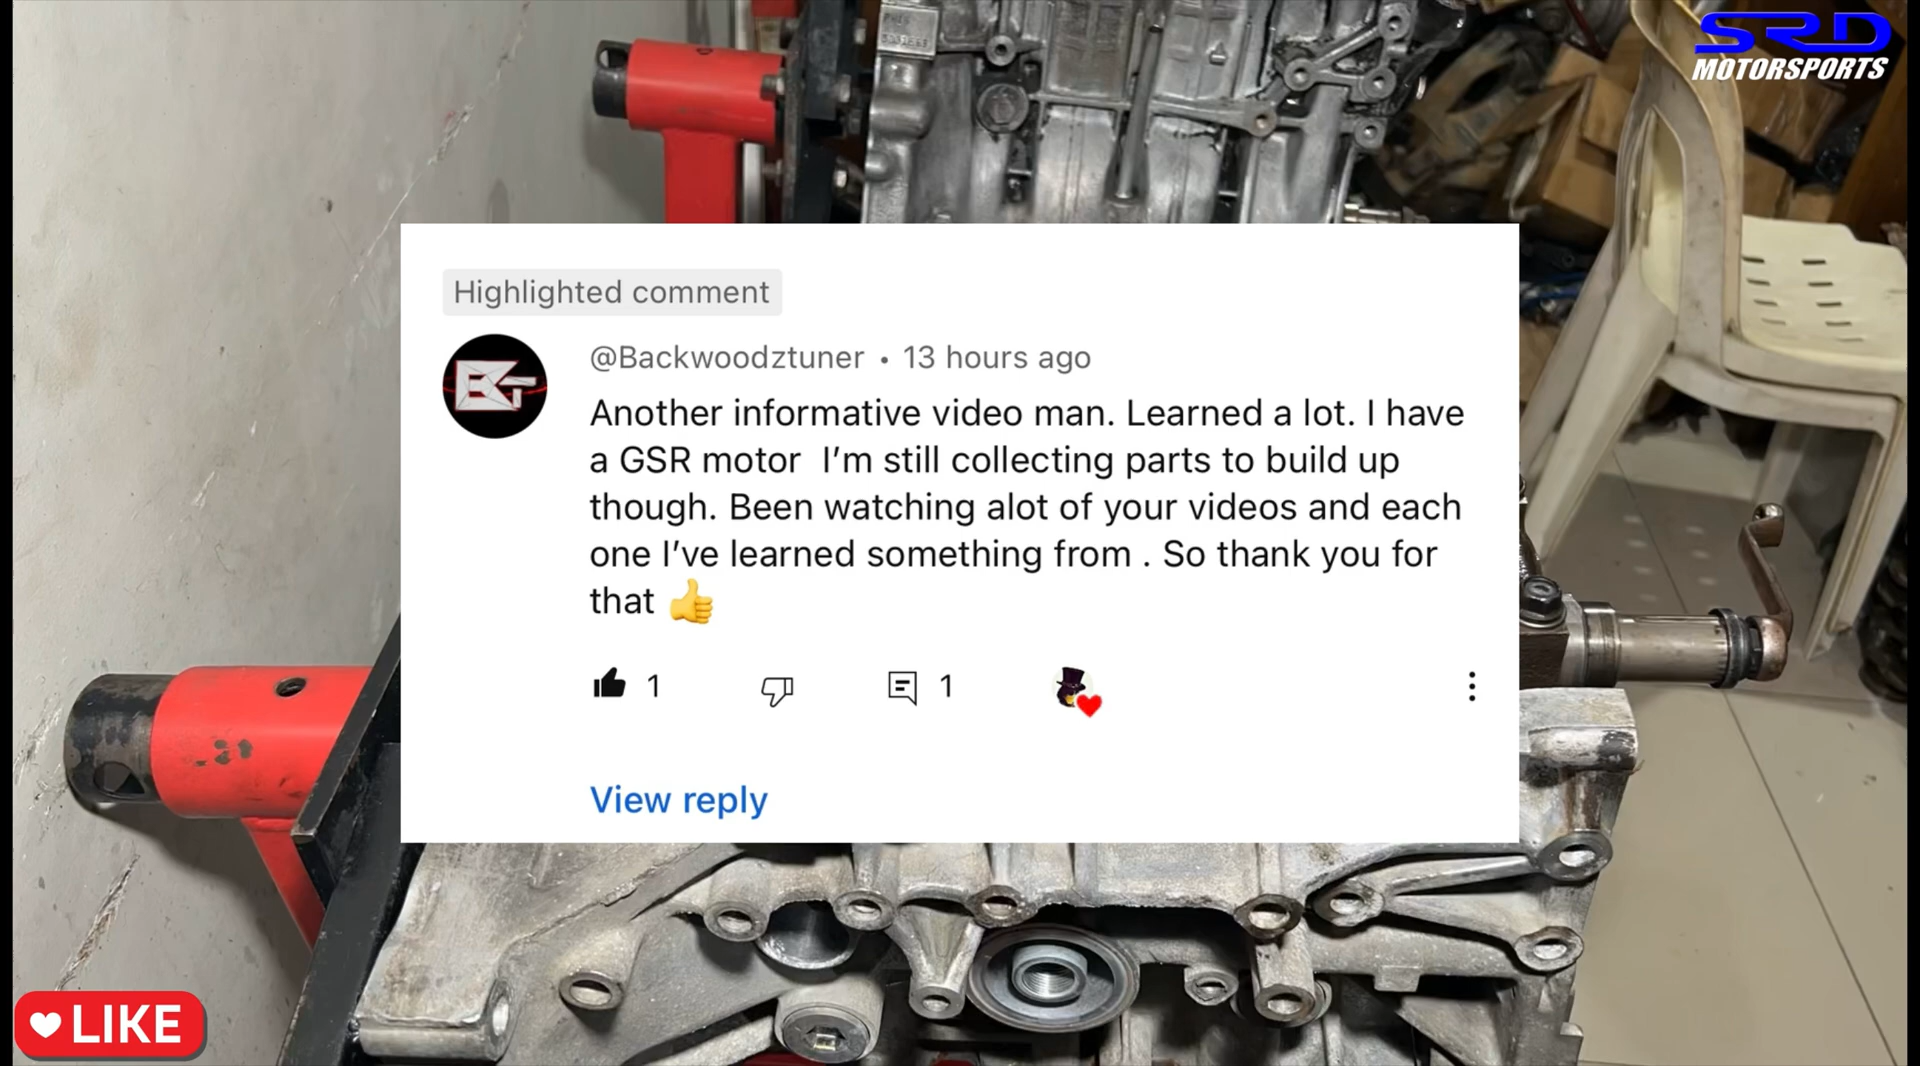 SRD
MOTORSPORTS
Highlighted comment
@Backwoodztuner • 13 hours ago
Another informative video man. Learned a lot. I have
a GSR motor  I’m still collecting parts to build up
though. Been watching alot of your videos and each
one I’ve learned something from . So thank you for
that 👍
1
1
View reply
LIKE